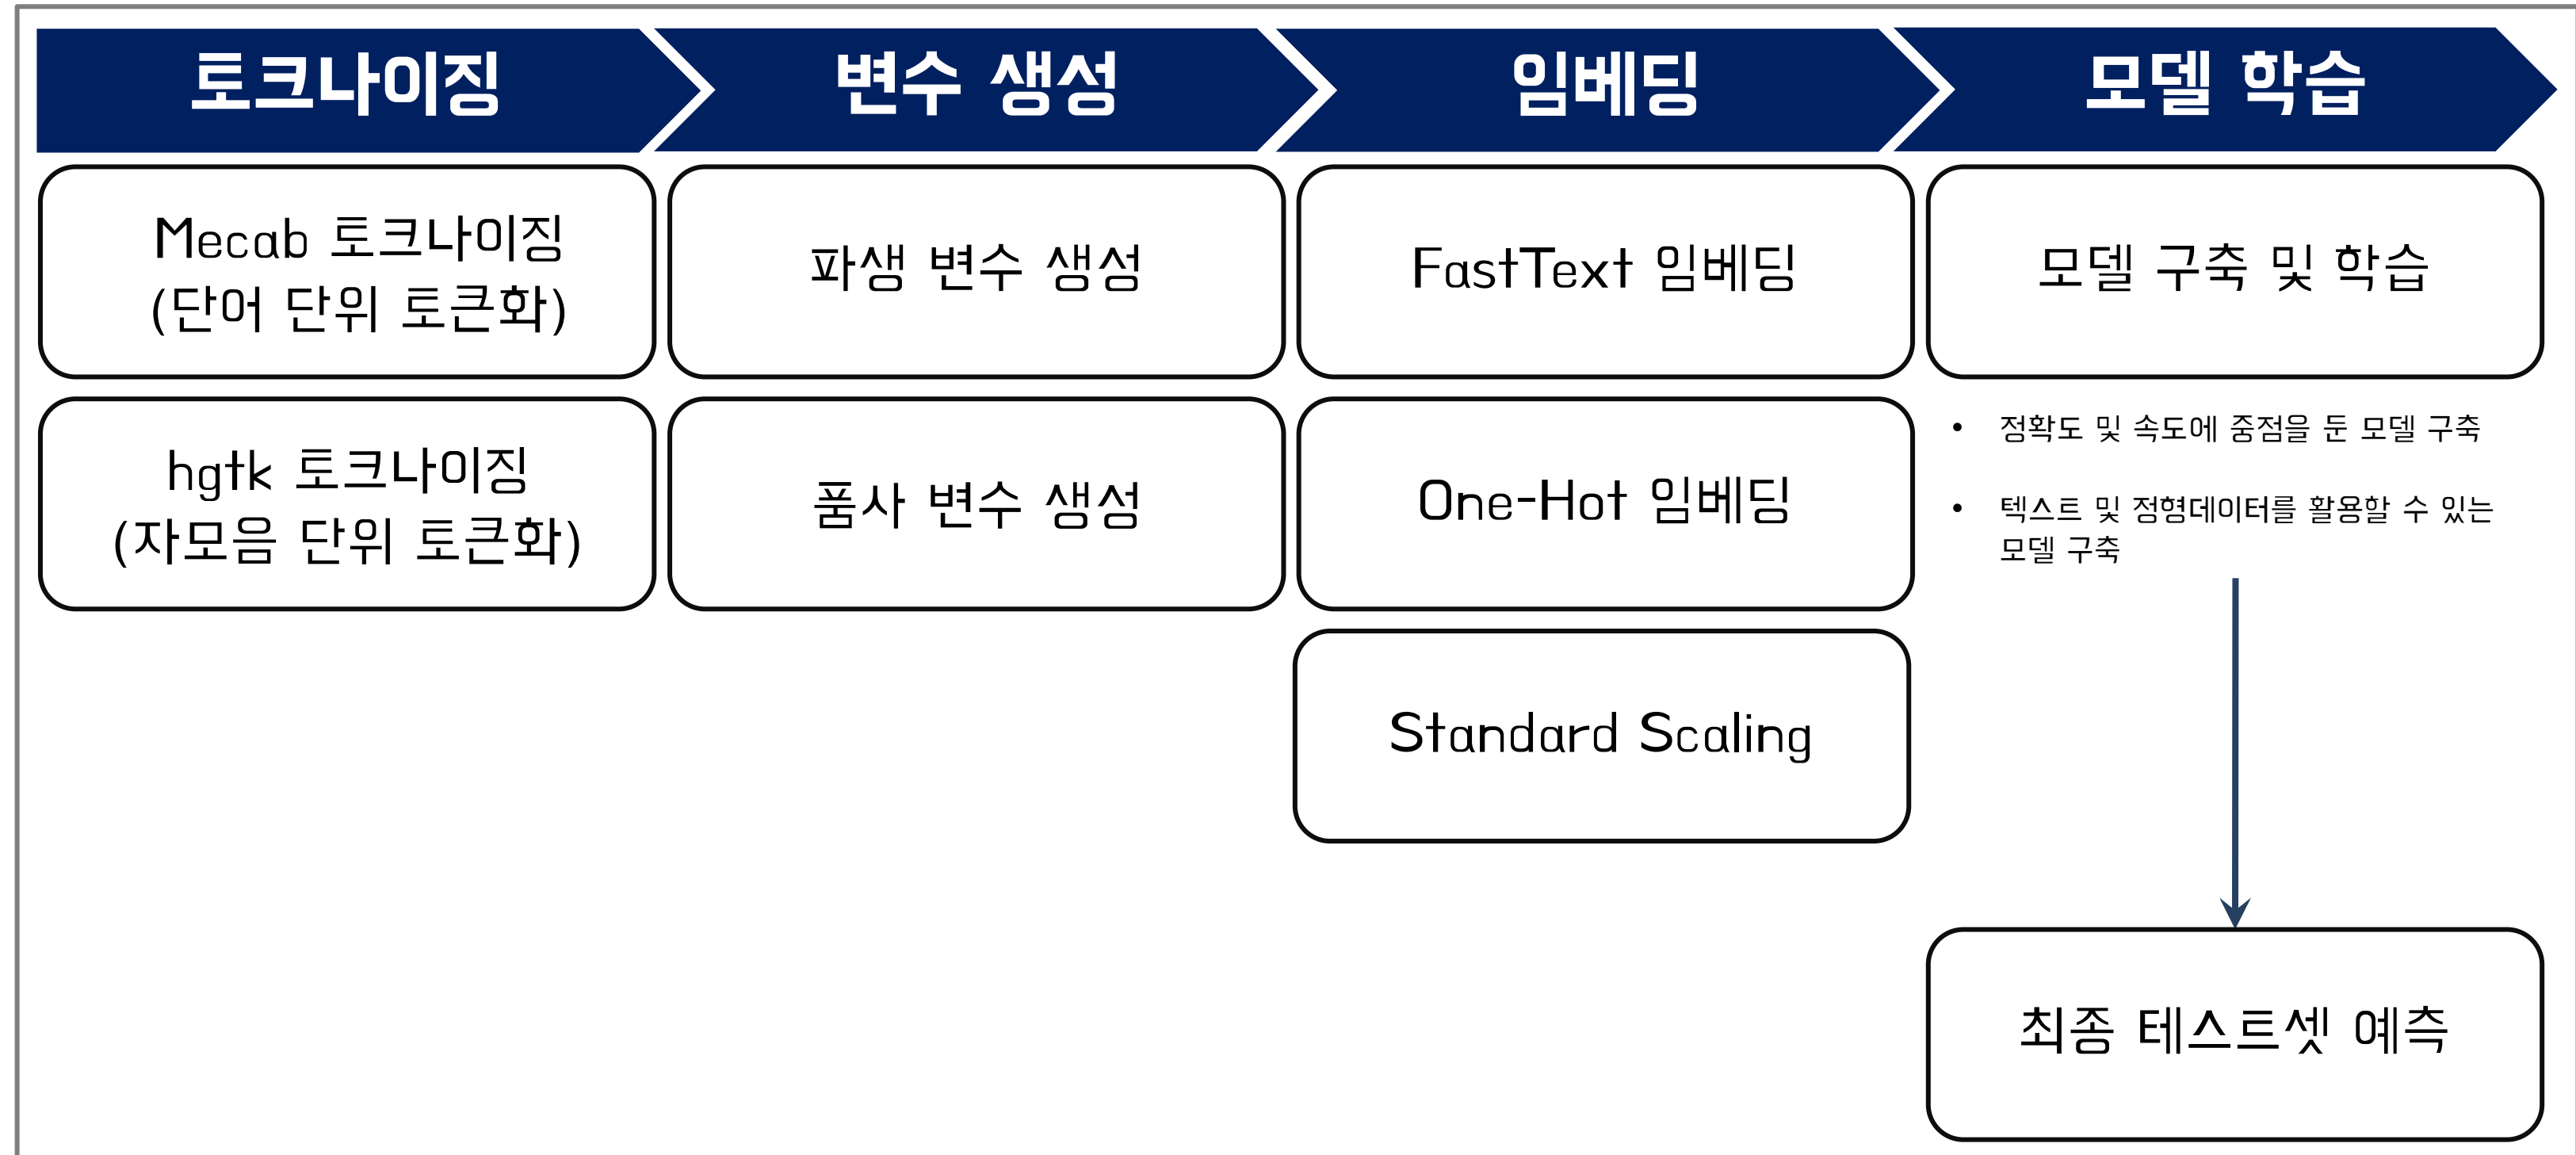 토크나이징
변수 생성
임베딩
모델 학습
Mecab 토크나이징
(단어 단위 토큰화)
파생 변수 생성
FastText 임베딩
모델 구축 및 학습
hgtk 토크나이징
(자모음 단위 토큰화)
품사 변수 생성
One-Hot 임베딩
• 정확도 및 속도에 중점을 둔 모델 구축
• 텍스트 및 정형데이터를 활용할 수 있는
모델 구축
Standard Scaling
최종 테스트셋 예측